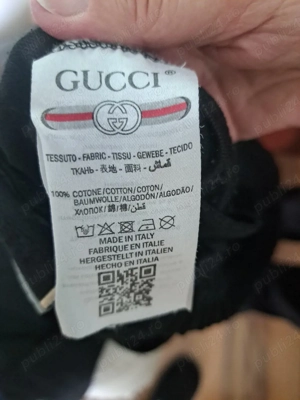 GUCCI®
TESSUTO - FABRIC - TISSU - GEWEBE - TECIDO
ТКАНЬ - 表地 - 面料 - قماش
100% COTONE/COTTON/COTON/
BAUMWOLLE/ALGODÓN/ALGODÃO/
ХЛОПОК/綿/棉/قطن
MADE IN ITALY
FABRIQUE EN ITALIE
HERGESTELLT IN ITALIEN
HECHO EN ITALIA